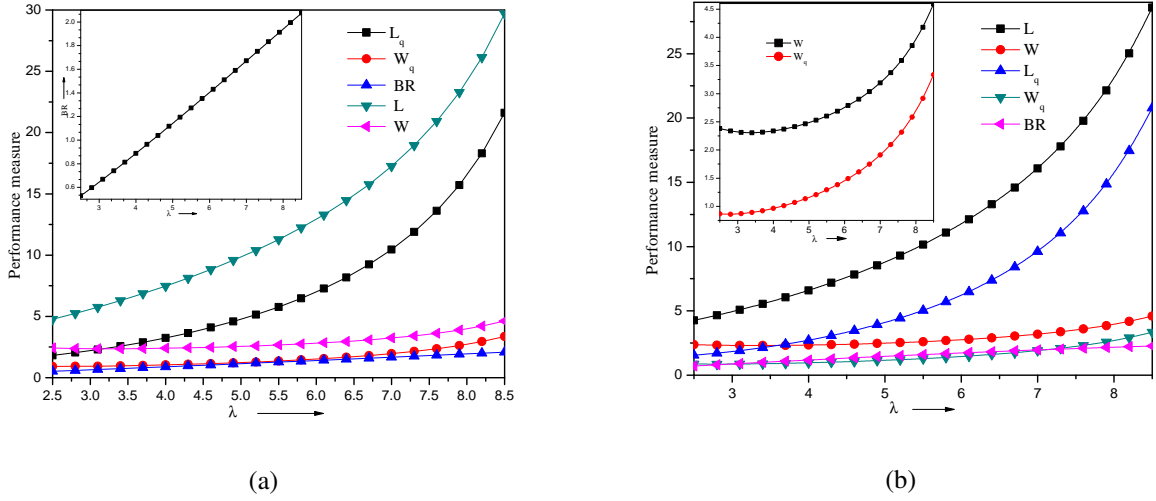 30
25
20
15
10
5
0
Performance measure
2.0
1.8
1.6
1.4
1.2
1.0
0.8
0.6
BR
3 4 5 6 7 8
λ
L_q
W_q
BR
L
W
2.5 3.0 3.5 4.0 4.5 5.0 5.5 6.0 6.5 7.0 7.5 8.0 8.5
λ
(a)
25
20
15
10
5
0
Performance measure
4.5
4.0
3.5
3.0
2.5
2.0
1.5
1.0
W
W_q
3 4 5 6 7 8
λ
L
W
L_q
W_q
BR
3 4 5 6 7 8
λ
(b)